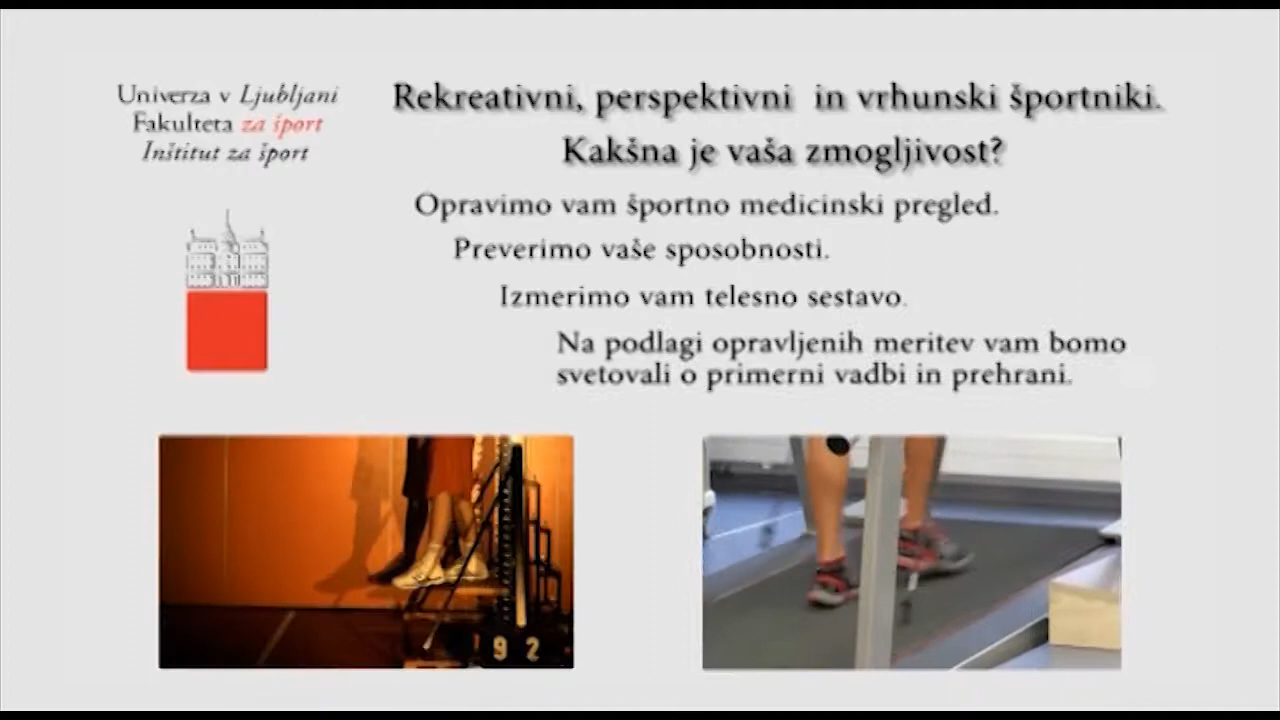 Univerza v Ljubljani
Fakulteta za šport
Inštitut za šport
Rekreativni, perspektivni in vrhunski športniki.
Kakšna je vaša zmogljivost?
Opravimo vam športno medicinski pregled.
Preverimo vaše sposobnosti.
Izmerimo vam telesno sestavo.
Na podlagi opravljenih meritev vam bomo
svetovali o primerni vadbi in prehrani.
92